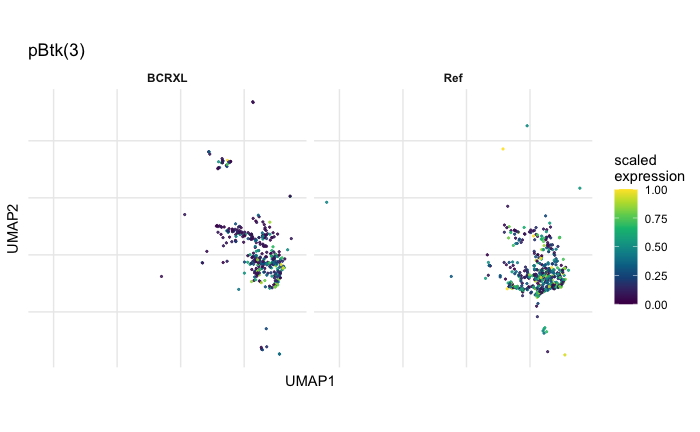 pBtk(3)
BCRXL
Ref
UMAP2
UMAP1
scaled
expression
1.00
0.75
0.50
0.25
0.00